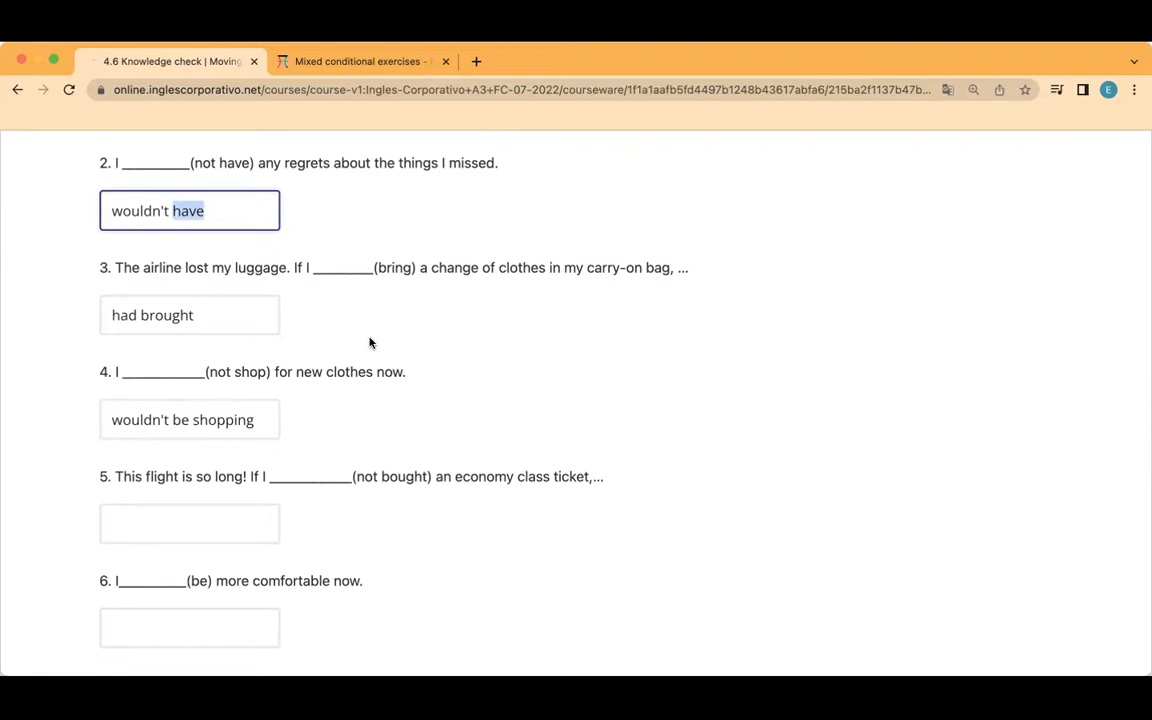 4.6 Knowledge check | Moving
Mixed conditional exercises -
online.inglescorporativo.net/courses/course-v1:Ingles-Corporativo+A3+FC-07-2022/courseware/1f1a1aafb5fd4497b1248b43617abfa6/215ba2f1137b47b...
E
2. I _________(not have) any regrets about the things I missed.
wouldn't have
3. The airline lost my luggage. If I ________(bring) a change of clothes in my carry-on bag, ...
had brought
4. I ___________(not shop) for new clothes now.
wouldn't be shopping
5. This flight is so long! If I ___________(not bought) an economy class ticket,...
6. I_________(be) more comfortable now.